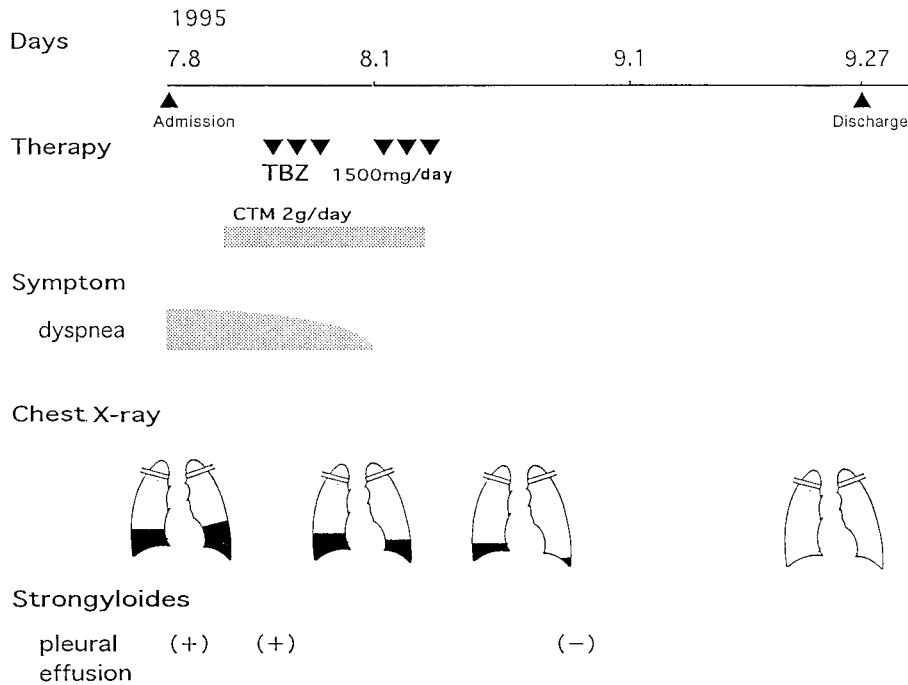 1995
Days
7.8 8.1 9.1 9.27
Admission Discharge
Therapy
TBZ 1500mg/day
CTM 2g/day
Symptom
dyspnea
Chest X-ray
Strongyloides
pleural (+) (+) (−)
effusion